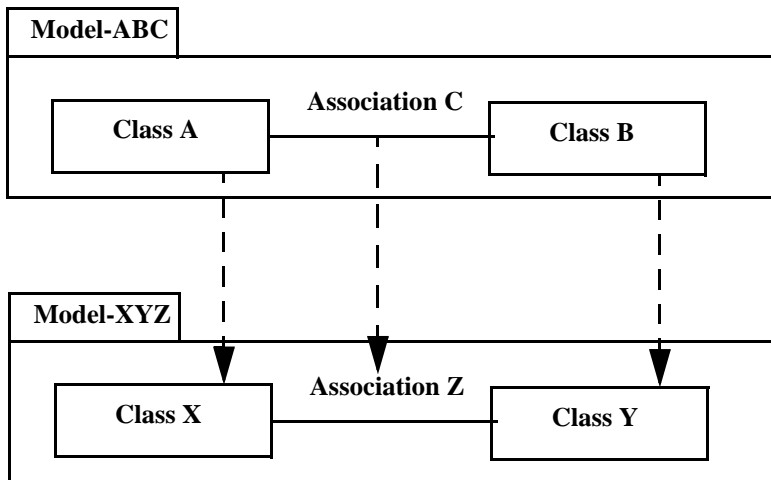 Model-ABC
Association C
Class A
Class B
Model-XYZ
Association Z
Class X
Class Y